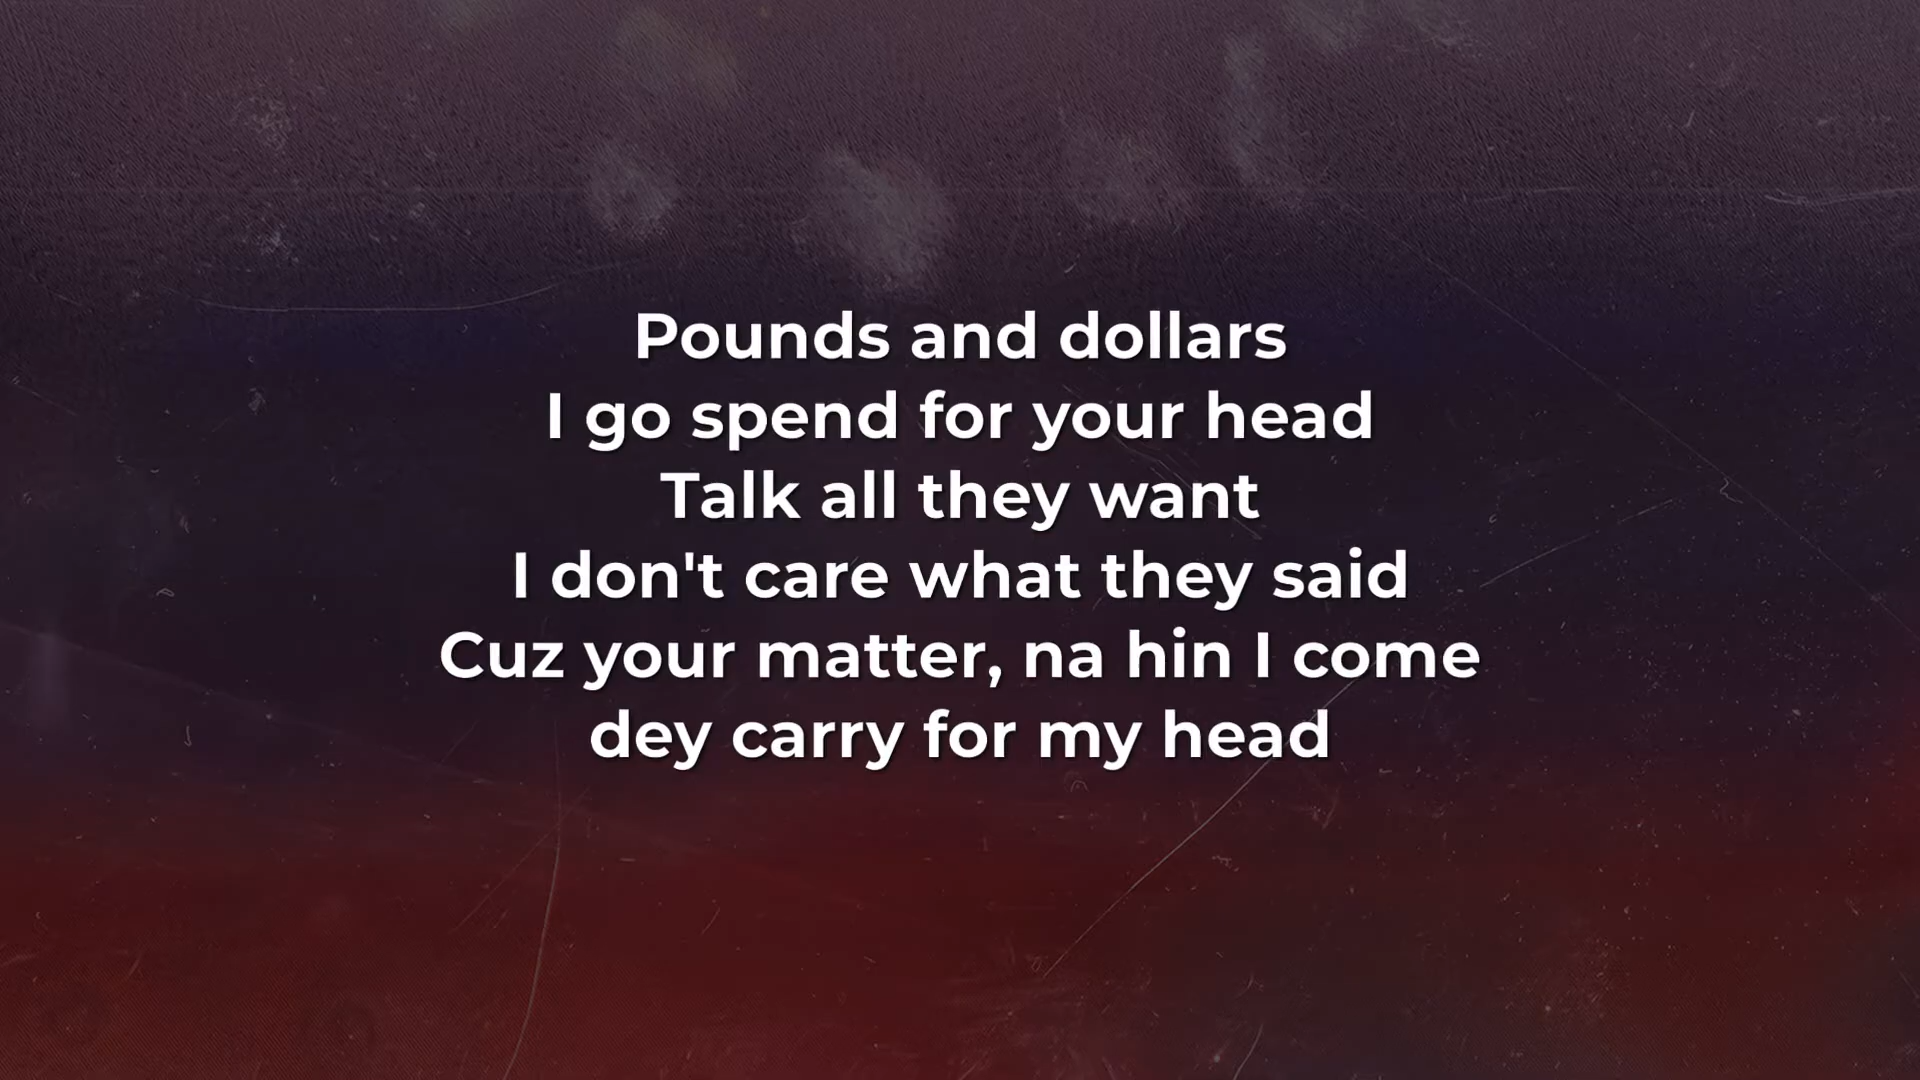 Pounds and dollars
I go spend for your head
Talk all they want
I don't care what they said
Cuz your matter, na hin I come
dey carry for my head